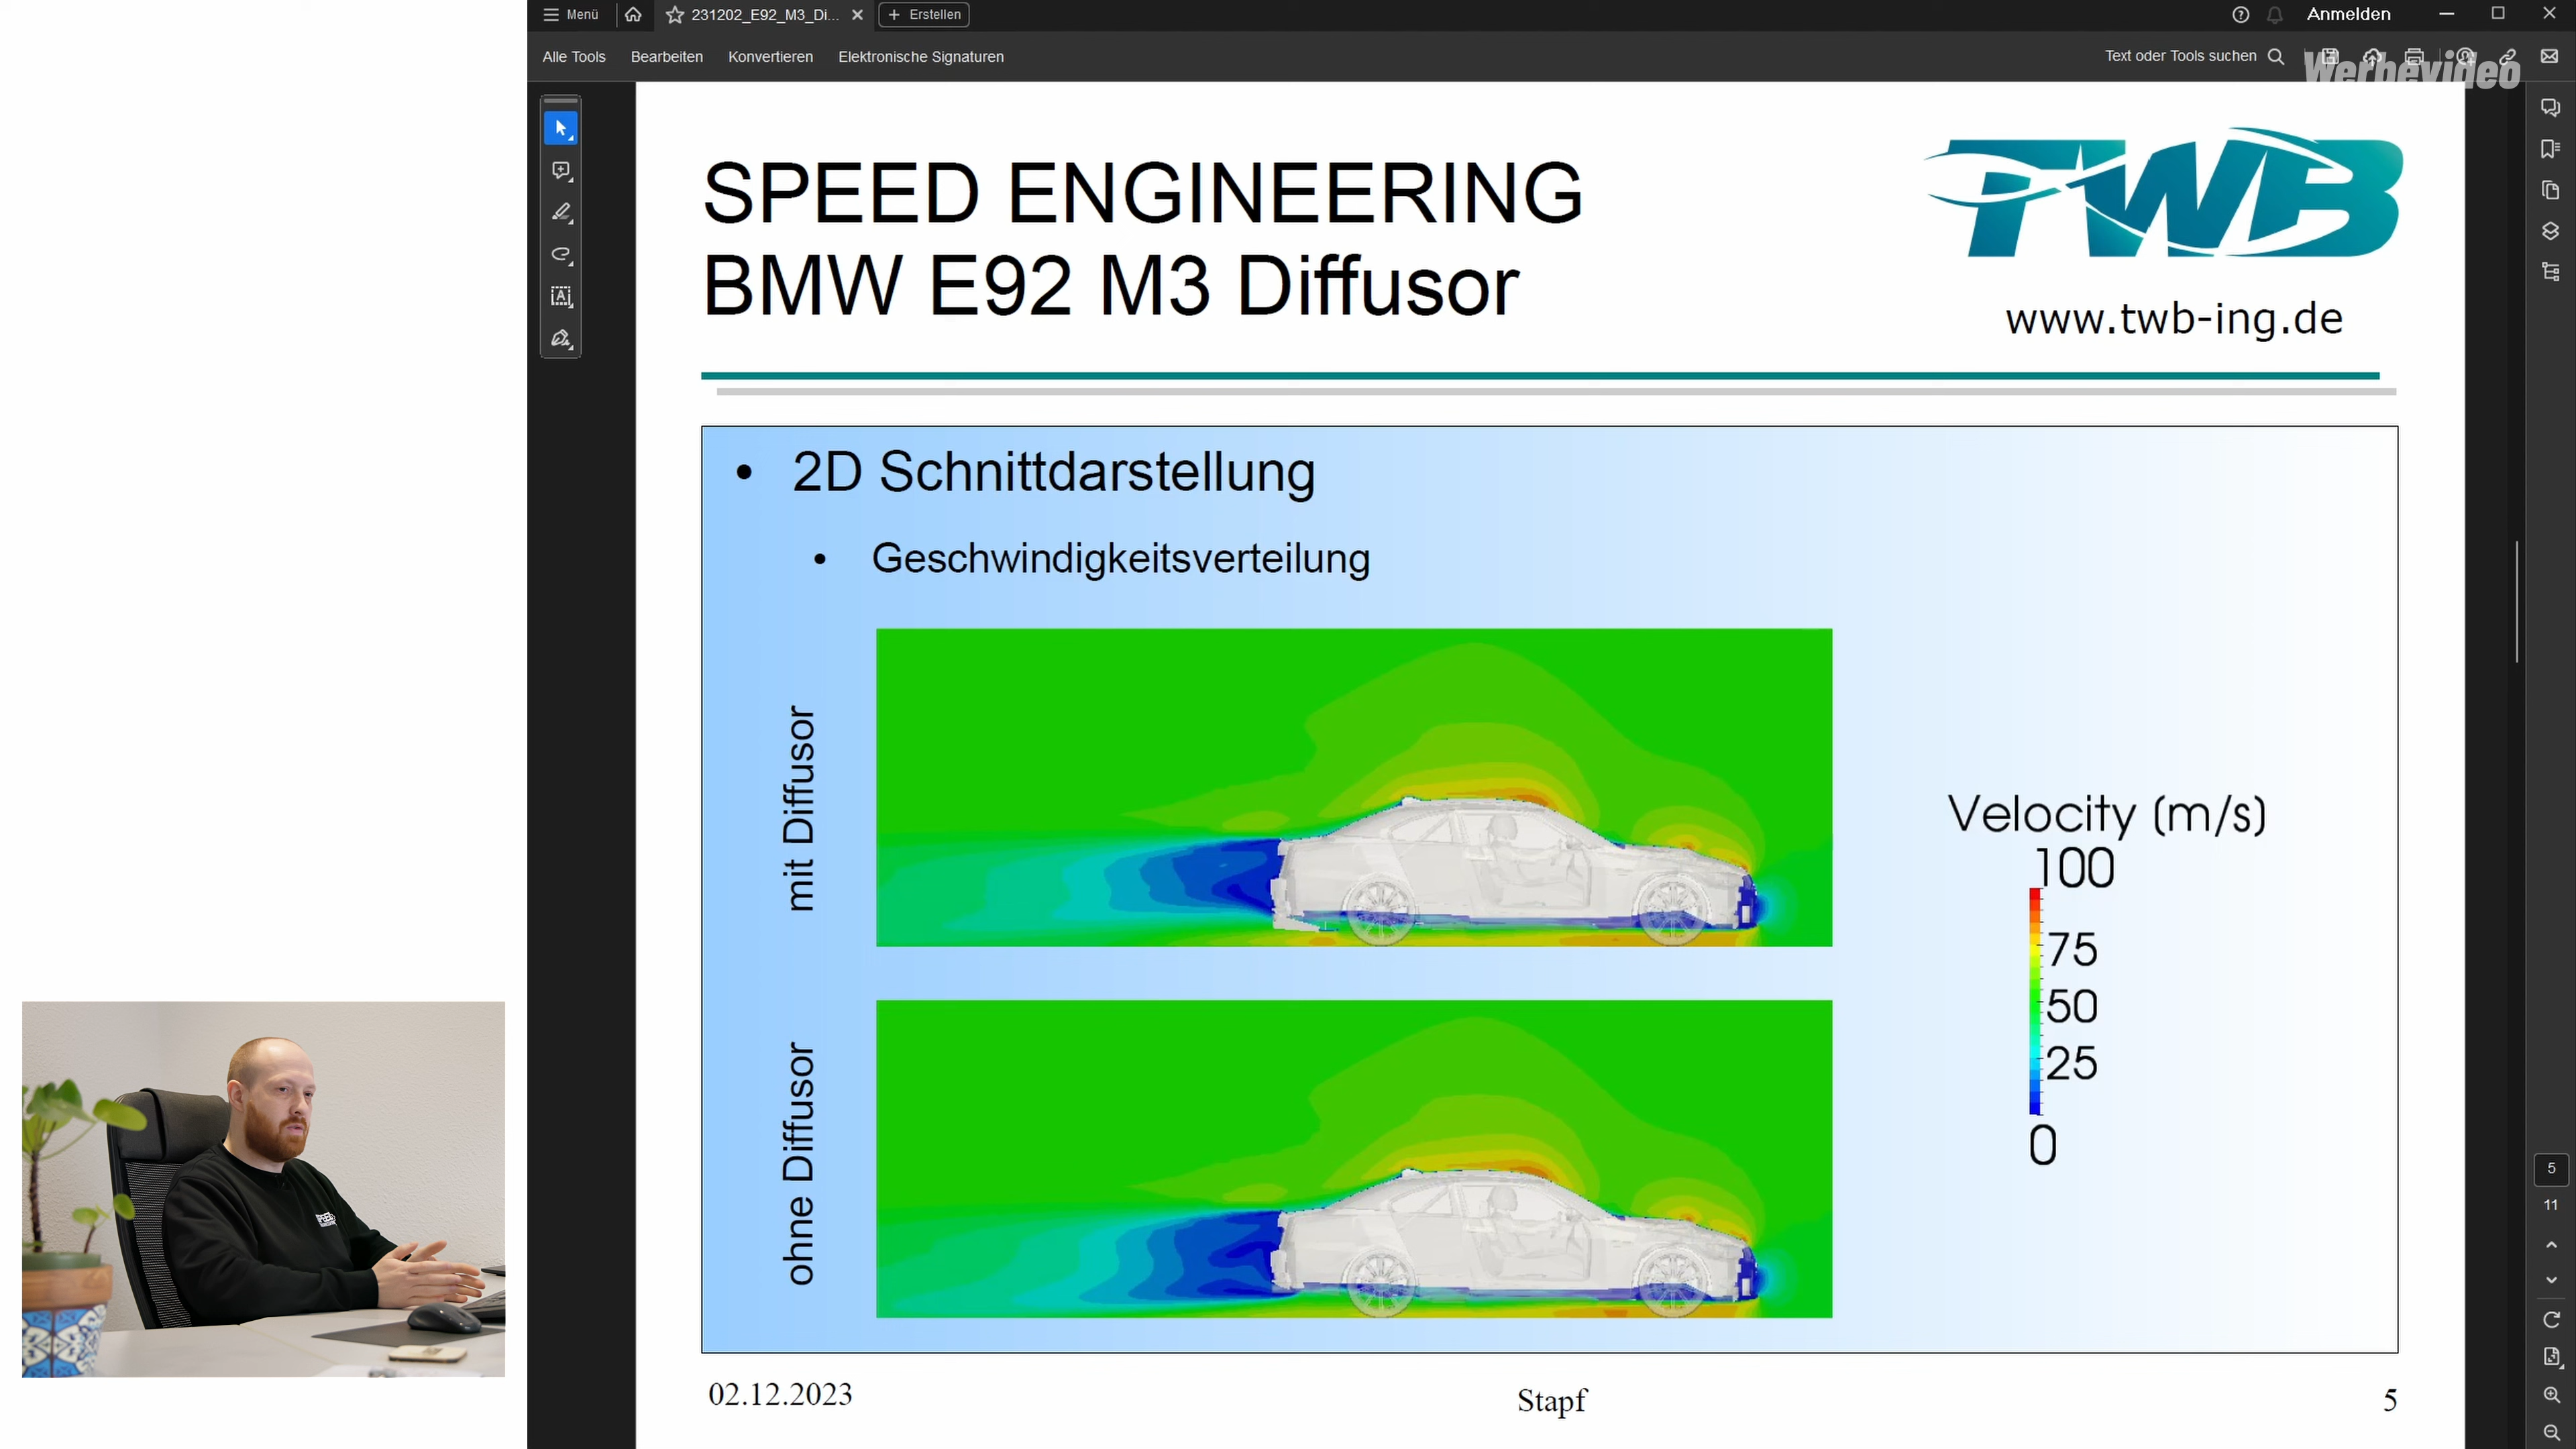 Menü
231202_E92_M3_Di...
Erstellen
Anmelden
Alle Tools
Bearbeiten
Konvertieren
Elektronische Signaturen
Text oder Tools suchen
Werbevideo
SPEED ENGINEERING
BMW E92 M3 Diffusor
TWB
www.twb-ing.de
• 2D Schnittdarstellung
• Geschwindigkeitsverteilung
mit Diffusor
ohne Diffusor
Velocity (m/s)
100
75
50
25
0
02.12.2023
Stapf
5
5
11
SPEED